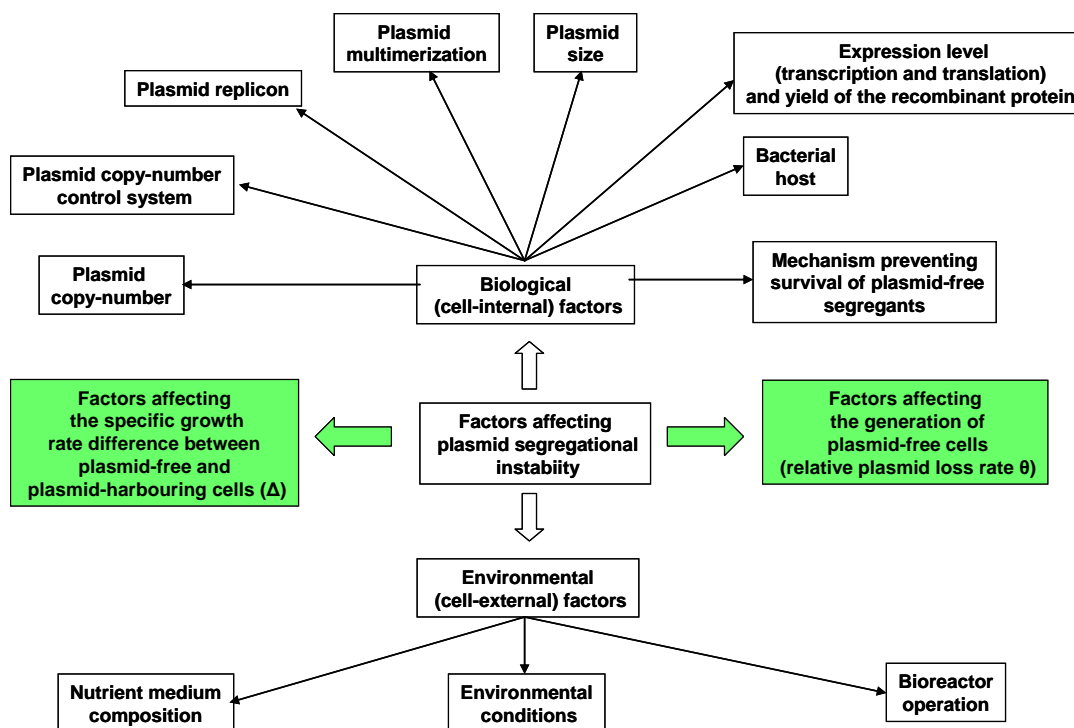 Plasmid
multimerization
Plasmid
size
Expression level
(transcription and translation)
and yield of the recombinant protein
Plasmid replicon
Bacterial
host
Plasmid copy-number
control system
Plasmid
copy-number
Biological
(cell-internal) factors
Mechanism preventing
survival of plasmid-free
segregants
Factors affecting
the specific growth
rate difference between
plasmid-free and
plasmid-harbouring cells (Δ)
Factors affecting
plasmid segregational
instabiity
Factors affecting
the generation of
plasmid-free cells
(relative plasmid loss rate θ)
Environmental
(cell-external) factors
Nutrient medium
composition
Environmental
conditions
Bioreactor
operation